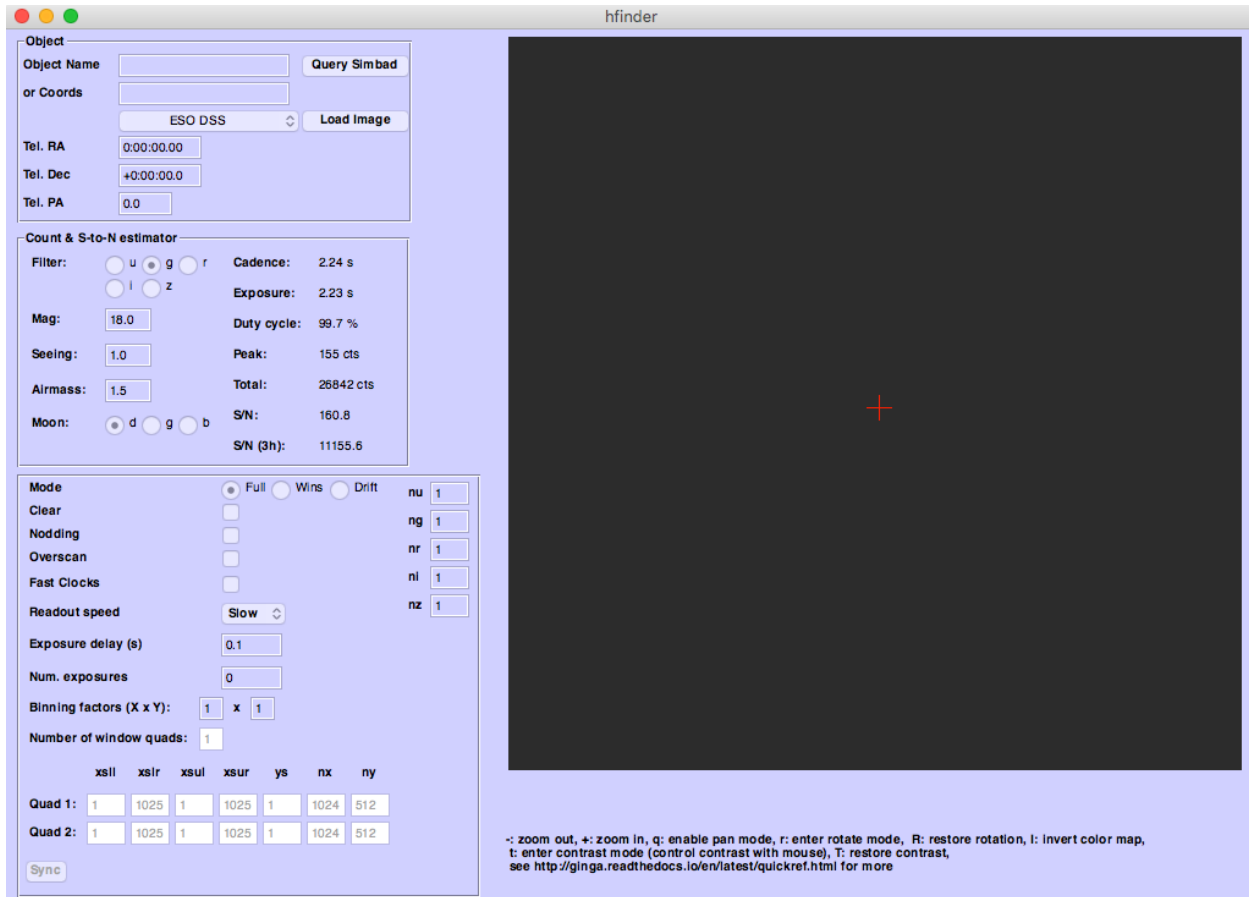 hfinder
Object
Object Name Query Simbad
or Coords
ESO DSS Load Image
Tel. RA 0:00:00.00
Tel. Dec +0:00:00.0
Tel. PA 0.0
Count & S-to-N estimator
Filter: u g r Cadence: 2.24 s
i z Exposure: 2.23 s
Mag: 18.0 Duty cycle: 99.7 %
Seeing: 1.0 Peak: 155 cts
Airmass: 1.5 Total: 26842 cts
Moon: d g b S/N: 160.8
S/N (3h): 11155.6
Mode Full Wins Drift nu 1
Clear
Nodding ng 1
Overscan nr 1
Fast Clocks ni 1
Readout speed Slow nz 1
Exposure delay (s) 0.1
Num. exposures 0
Binning factors (X x Y): 1 x 1
Number of window quads: 1
xsll xslr xsul xsur ys nx ny
Quad 1: 1 1025 1 1025 1 1024 512
Quad 2: 1 1025 1 1025 1 1024 512
Sync
-: zoom out, +: zoom in, q: enable pan mode, r: enter rotate mode, R: restore rotation, I: invert color map,
t: enter contrast mode (control contrast with mouse), T: restore contrast,
see http://ginga.readthedocs.io/en/latest/quickref.html for more